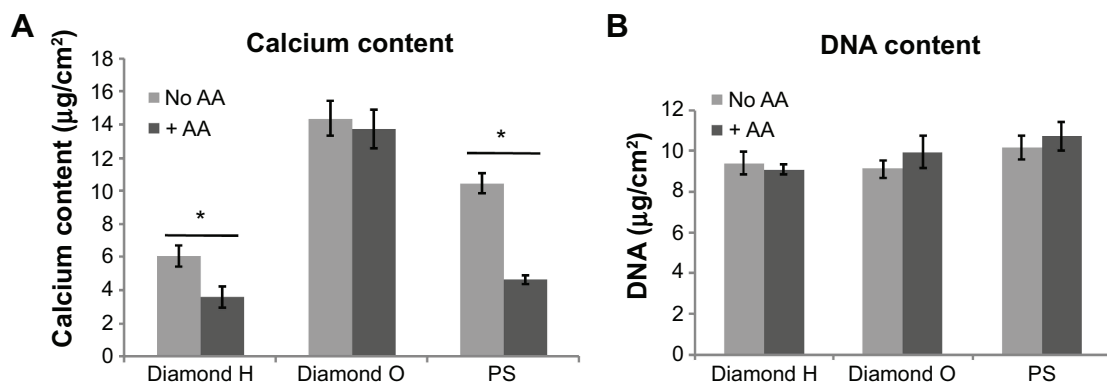 A
Calcium content
Calcium content (μg/cm²)
18
16
14
12
10
8
6
4
2
0
No AA
+ AA
*
*
Diamond H
Diamond O
PS
B
DNA content
DNA (μg/cm²)
12
10
8
6
4
2
0
No AA
+ AA
Diamond H
Diamond O
PS